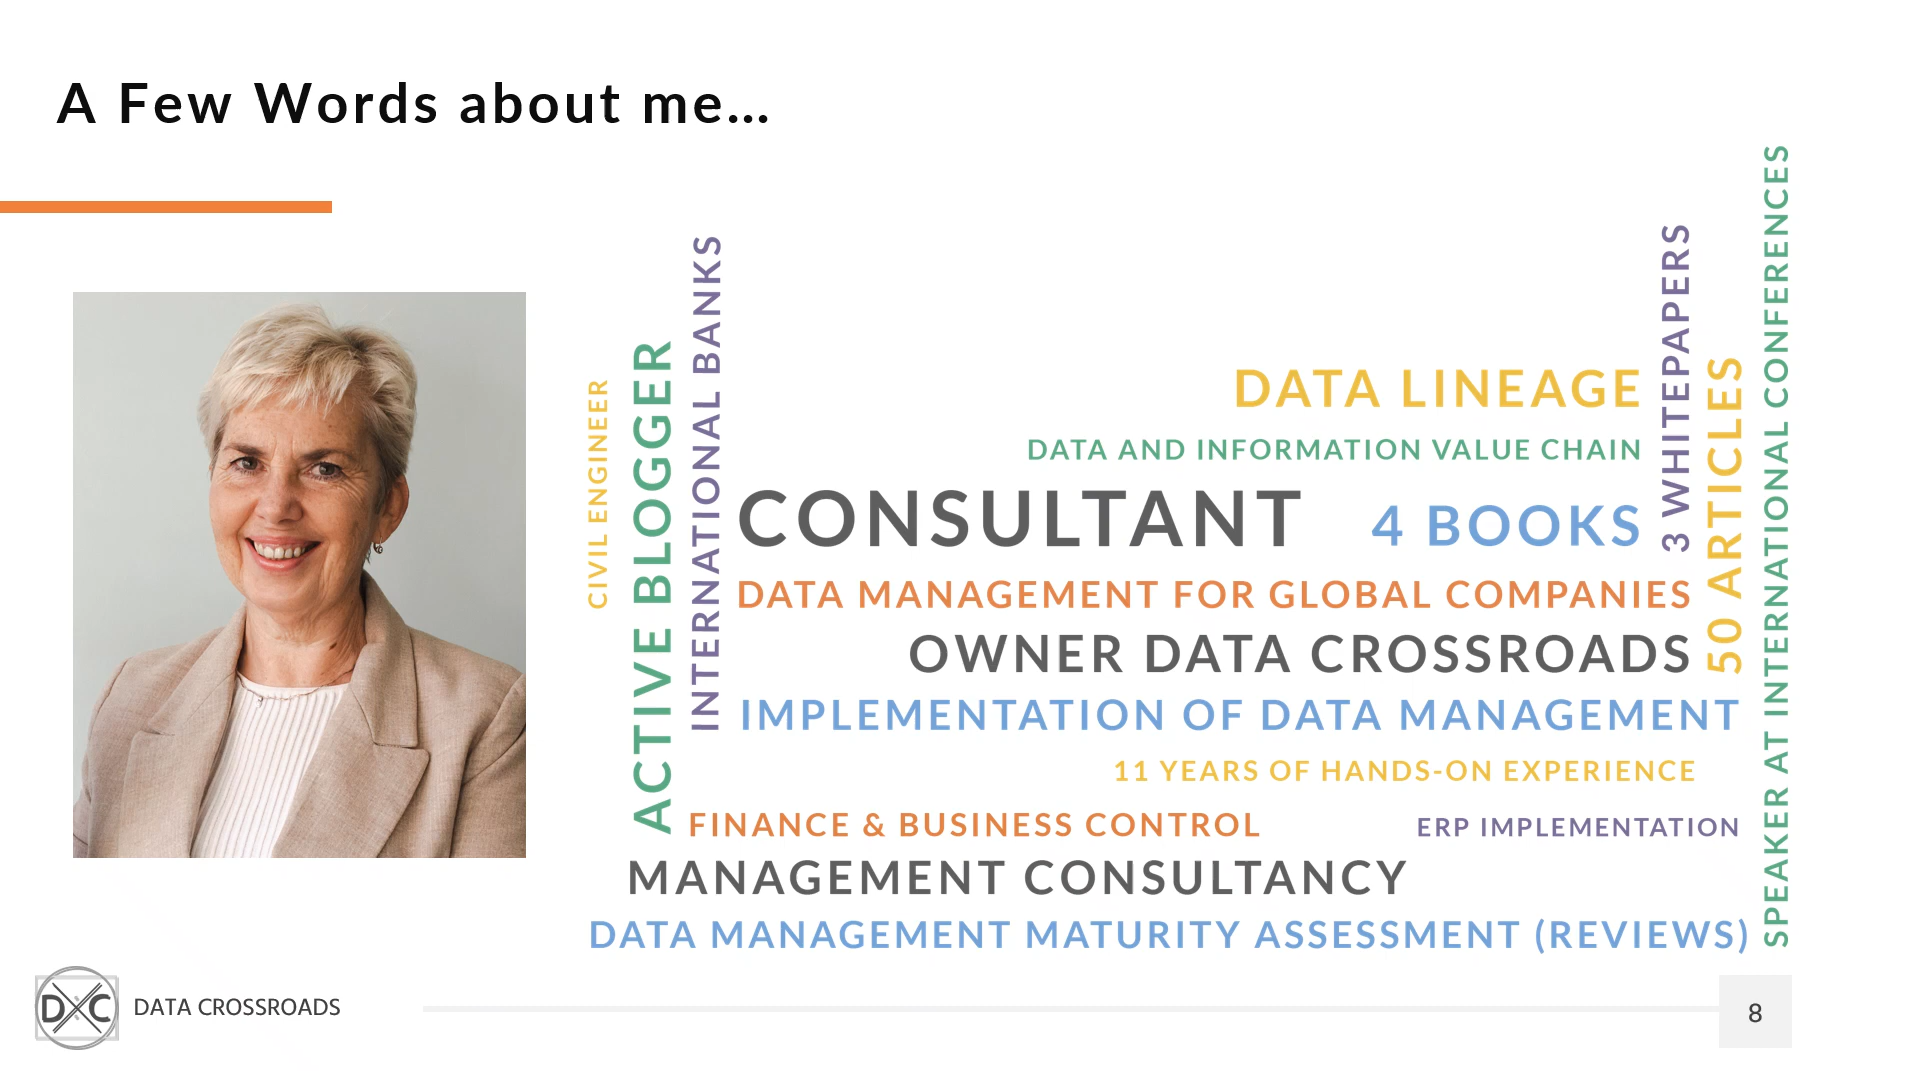 A Few Words about me...
CIVIL ENGINEER
ACTIVE BLOGGER
INTERNATIONAL BANKS
DATA LINEAGE
DATA AND INFORMATION VALUE CHAIN
CONSULTANT
4 BOOKS
3 WHITEPAPERS
50 ARTICLES
SPEAKER AT INTERNATIONAL CONFERENCES
DATA MANAGEMENT FOR GLOBAL COMPANIES
OWNER DATA CROSSROADS
IMPLEMENTATION OF DATA MANAGEMENT
11 YEARS OF HANDS-ON EXPERIENCE
FINANCE & BUSINESS CONTROL
ERP IMPLEMENTATION
MANAGEMENT CONSULTANCY
DATA MANAGEMENT MATURITY ASSESSMENT (REVIEWS)
DC
DATA CROSSROADS
8